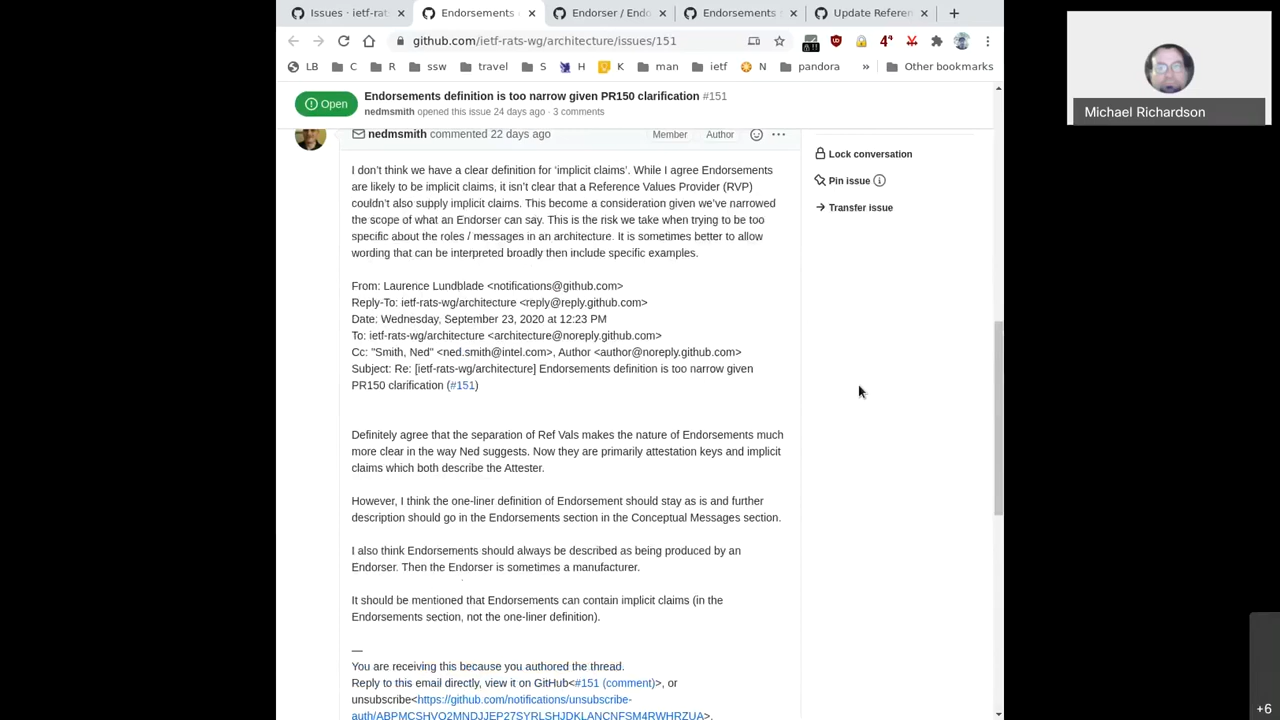 Issues · ietf-rat
Endorsements
Endorser / Endo
Endorsements
Update Referen
github.com/ietf-rats-wg/architecture/issues/151
LB
C
R
ssw
travel
S
H
K
man
ietf
N
pandora
»
Other bookmarks
Open
Endorsements definition is too narrow given PR150 clarification #151
nedmsmith opened this issue 24 days ago · 3 comments
nedmsmith commented 22 days ago
Member
Author
I don't think we have a clear definition for 'implicit claims'. While I agree Endorsements
are likely to be implicit claims, it isn't clear that a Reference Values Provider (RVP)
couldn't also supply implicit claims. This become a consideration given we've narrowed
the scope of what an Endorser can say. This is the risk we take when trying to be too
specific about the roles / messages in an architecture. It is sometimes better to allow
wording that can be interpreted broadly then include specific examples.
From: Laurence Lundblade <notifications@github.com>
Reply-To: ietf-rats-wg/architecture <reply@reply.github.com>
Date: Wednesday, September 23, 2020 at 12:23 PM
To: ietf-rats-wg/architecture <architecture@noreply.github.com>
Cc: "Smith, Ned" <ned.smith@intel.com>, Author <author@noreply.github.com>
Subject: Re: [ietf-rats-wg/architecture] Endorsements definition is too narrow given
PR150 clarification (#151)
Definitely agree that the separation of Ref Vals makes the nature of Endorsements much
more clear in the way Ned suggests. Now they are primarily attestation keys and implicit
claims which both describe the Attester.
However, I think the one-liner definition of Endorsement should stay as is and further
description should go in the Endorsements section in the Conceptual Messages section.
I also think Endorsements should always be described as being produced by an
Endorser. Then the Endorser is sometimes a manufacturer.
It should be mentioned that Endorsements can contain implicit claims (in the
Endorsements section, not the one-liner definition).
—
You are receiving this because you authored the thread.
Reply to this email directly, view it on GitHub<#151 (comment)>, or
unsubscribe<https://github.com/notifications/unsubscribe-
auth/ABPMCSHVO2MNDJJEP27SYRLSHJDKLANCNFSM4RWHRZUA>.
Lock conversation
Pin issue
Transfer issue
Michael Richardson
+6